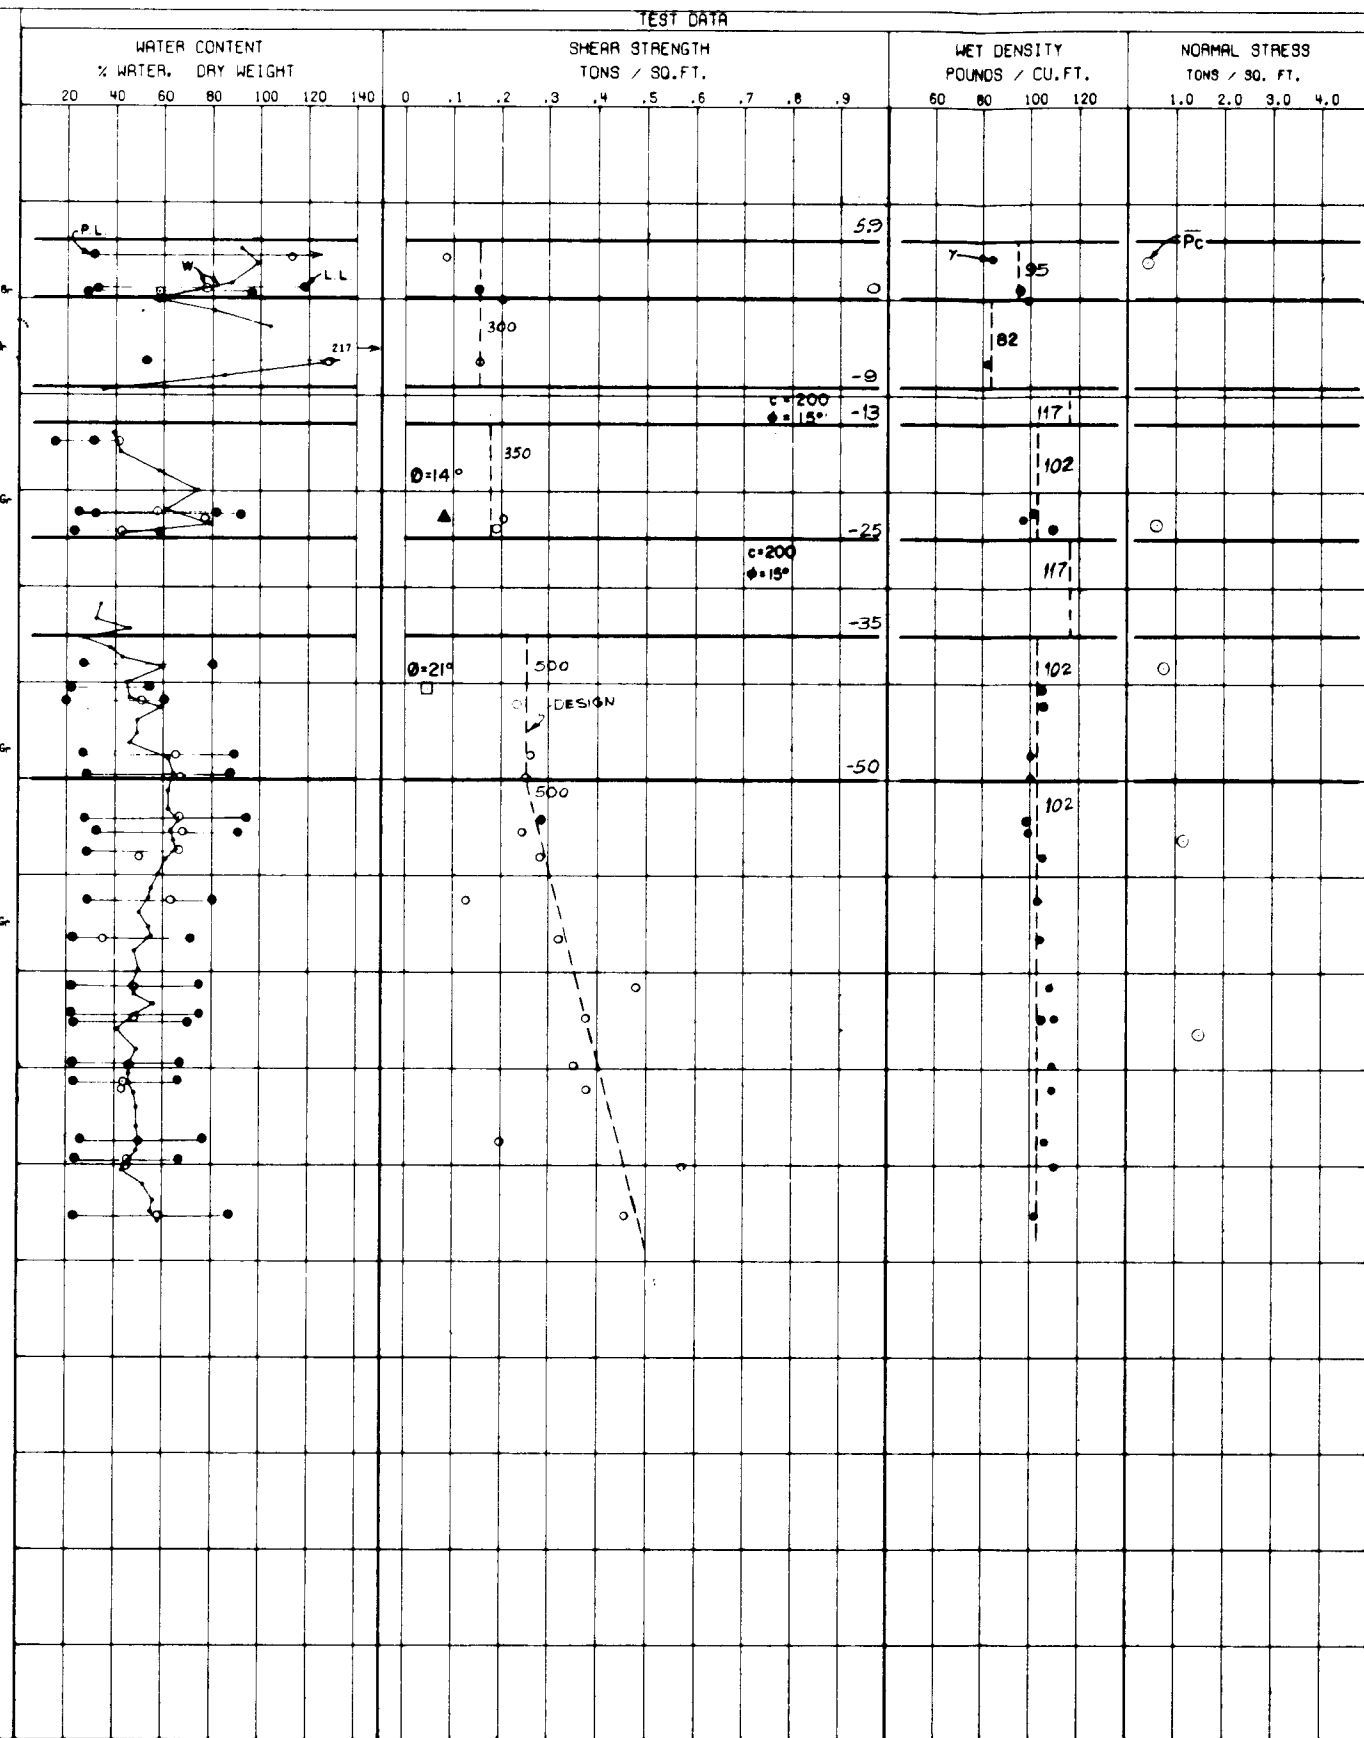 TEST DATA
WATER CONTENT
% WATER, DRY WEIGHT
SHEAR STRENGTH
TONS / SQ.FT.
WET DENSITY
POUNDS / CU.FT.
NORMAL STRESS
TONS / SQ. FT.
20 40 60 80 100 120 140
0 .1 .2 .3 .4 .5 .6 .7 .8 .9
60 80 100 120
1.0 2.0 3.0 4.0
P.L.
5.9
Pc
W
L.L
γ
95
Br
0
300
82
217
-9
c = 200
ϕ = 15°
-13
117
350
102
Ø=14°
Gr
-25
c=200
ϕ=15°
117
-35
500
102
Ø=21°
DESIGN
Gr
-50
500
102
Gr